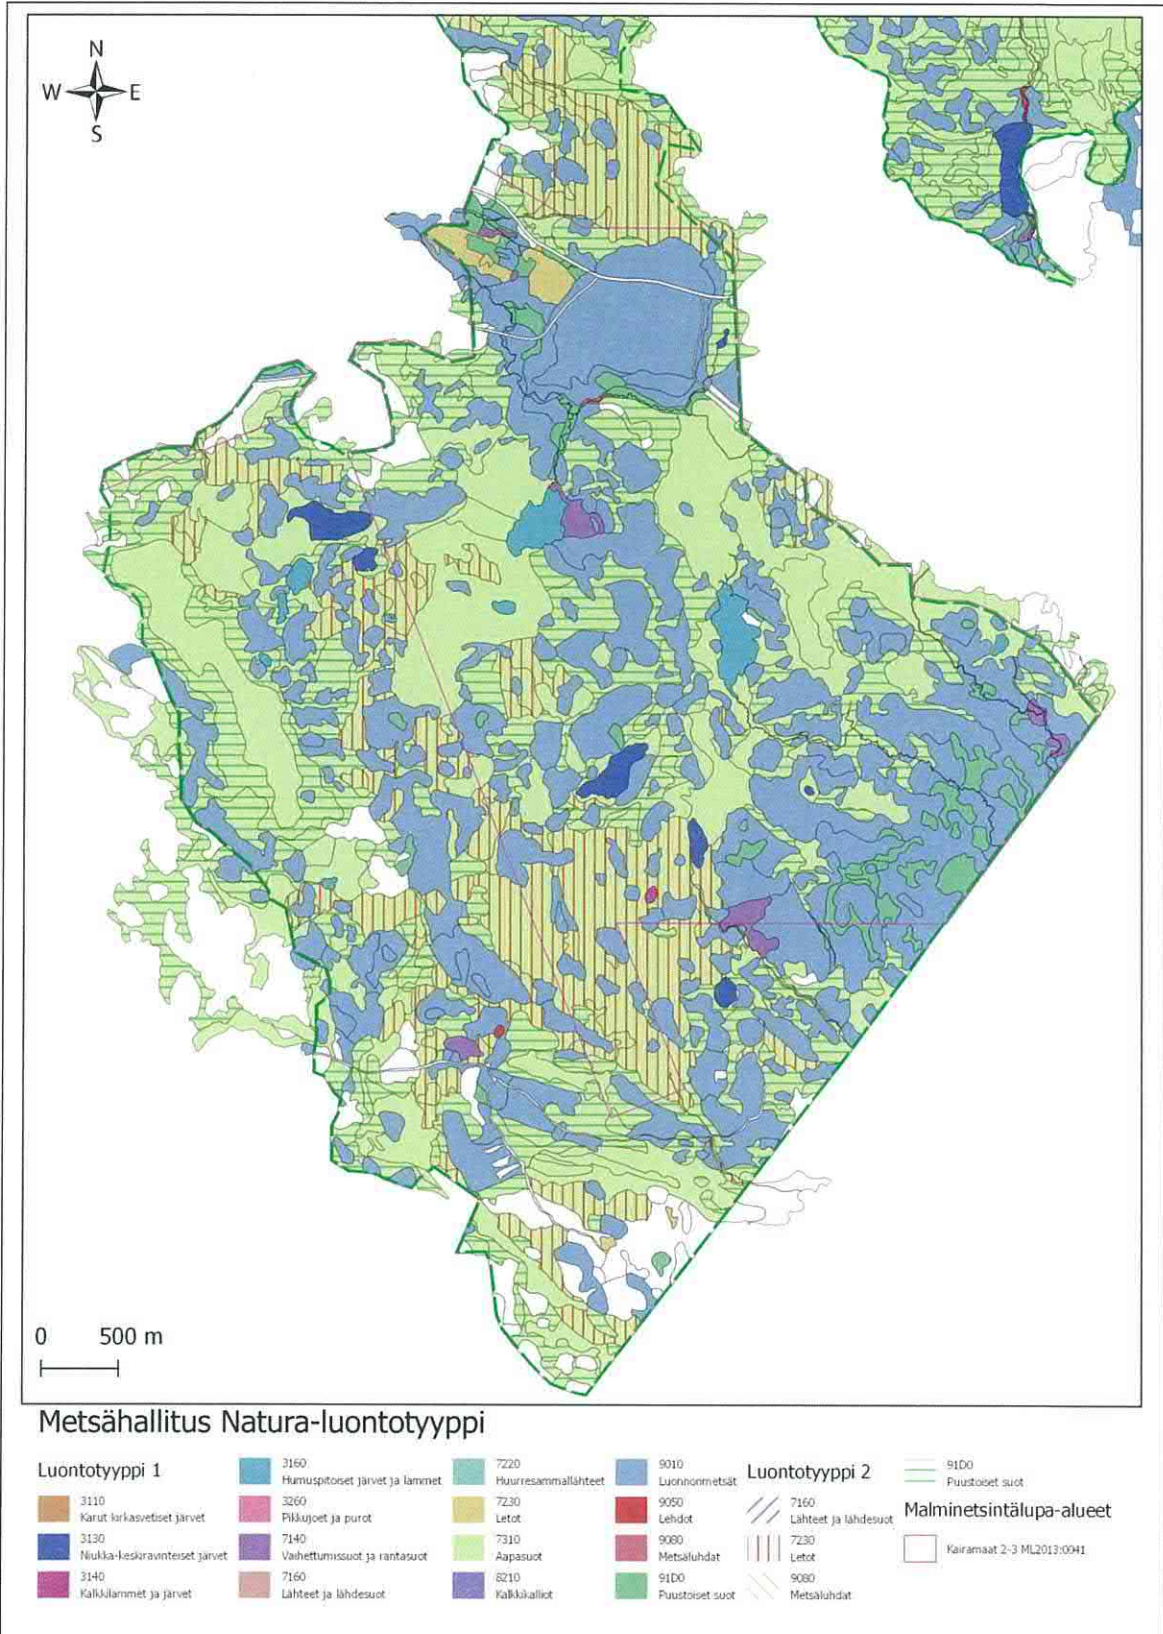 N
W E
S
0 500 m
Metsähallitus Natura-luontotyyppi
Luontotyyppi 1
3110
Karut kirkasvetiset järvet
3130
Niukka-keskiravinteiset järvet
3140
Kalkkilammet ja järvet
3160
Humuspitoiset järvet ja lammet
3260
Pikkujoet ja purot
7140
Vaihettumissuot ja rantasuot
7160
Lähteet ja lähdesuot
7220
Huurresammallähteet
7230
Letot
7310
Aapasuot
8210
Kalkkikalliot
9010
Luonnonmetsät
9050
Lehdot
9080
Metsäluhdat
91D0
Puustoiset suot
Luontotyyppi 2
7160
Lähteet ja lähdesuot
7230
Letot
9080
Metsäluhdat
91D0
Puustoiset suot
Malminetsintälupa-alueet
Kairamaat 2-3 ML2013:0041